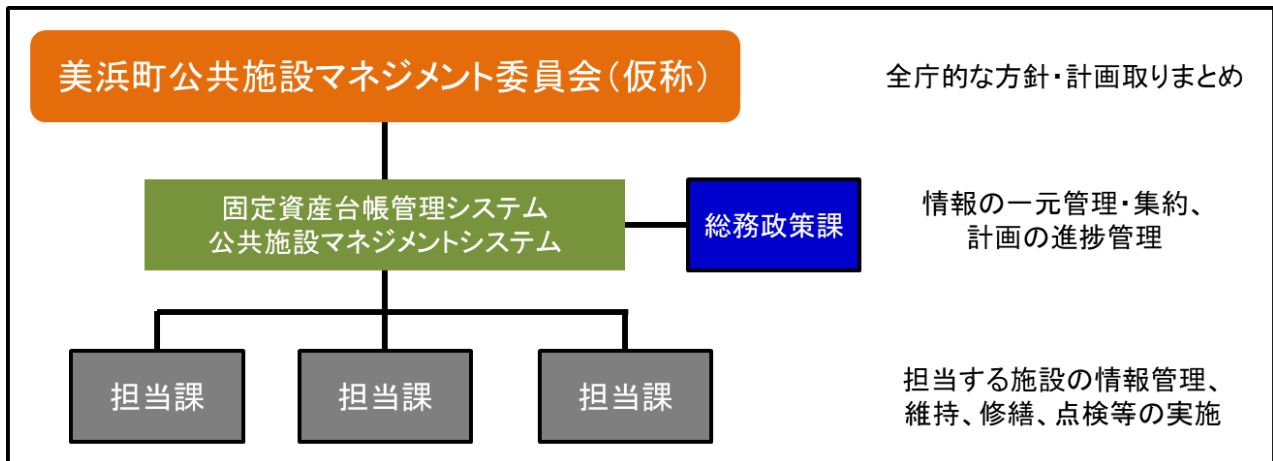 美浜町公共施設マネジメント委員会(仮称)
全庁的な方針・計画取りまとめ
固定資産台帳管理システム
公共施設マネジメントシステム
総務政策課
情報の一元管理・集約、
計画の進捗管理
担当課
担当課
担当課
担当する施設の情報管理、
維持、修繕、点検等の実施